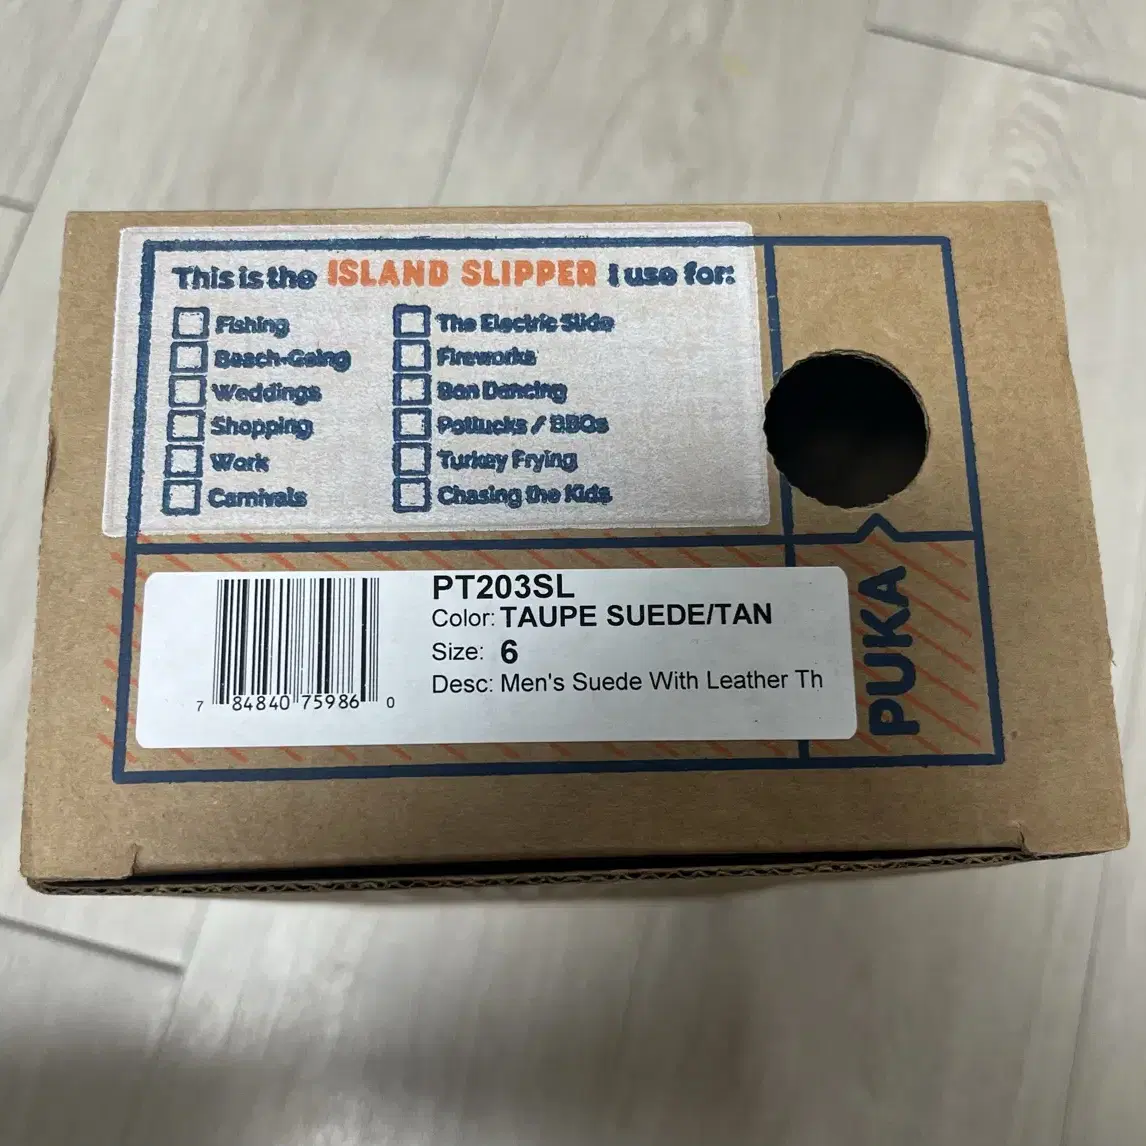 This is the ISLAND SLIPPER I use for:
Fishing
Beach-Going
Weddings
Shopping
Work
Carnivals
The Electric Slide
Fireworks
Bon Dancing
Potlucks / BBQs
Turkey Frying
Chasing the Kids
PT203SL
Color: TAUPE SUEDE/TAN
Size: 6
Desc: Men's Suede With Leather Th
7 84840 75986 0
PUKA